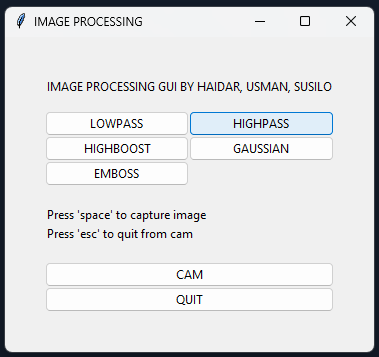 IMAGE PROCESSING
IMAGE PROCESSING GUI BY HAIDAR, USMAN, SUSILO
LOWPASS HIGHPASS
HIGHBOOST GAUSSIAN
EMBOSS
Press 'space' to capture image
Press 'esc' to quit from cam
CAM
QUIT